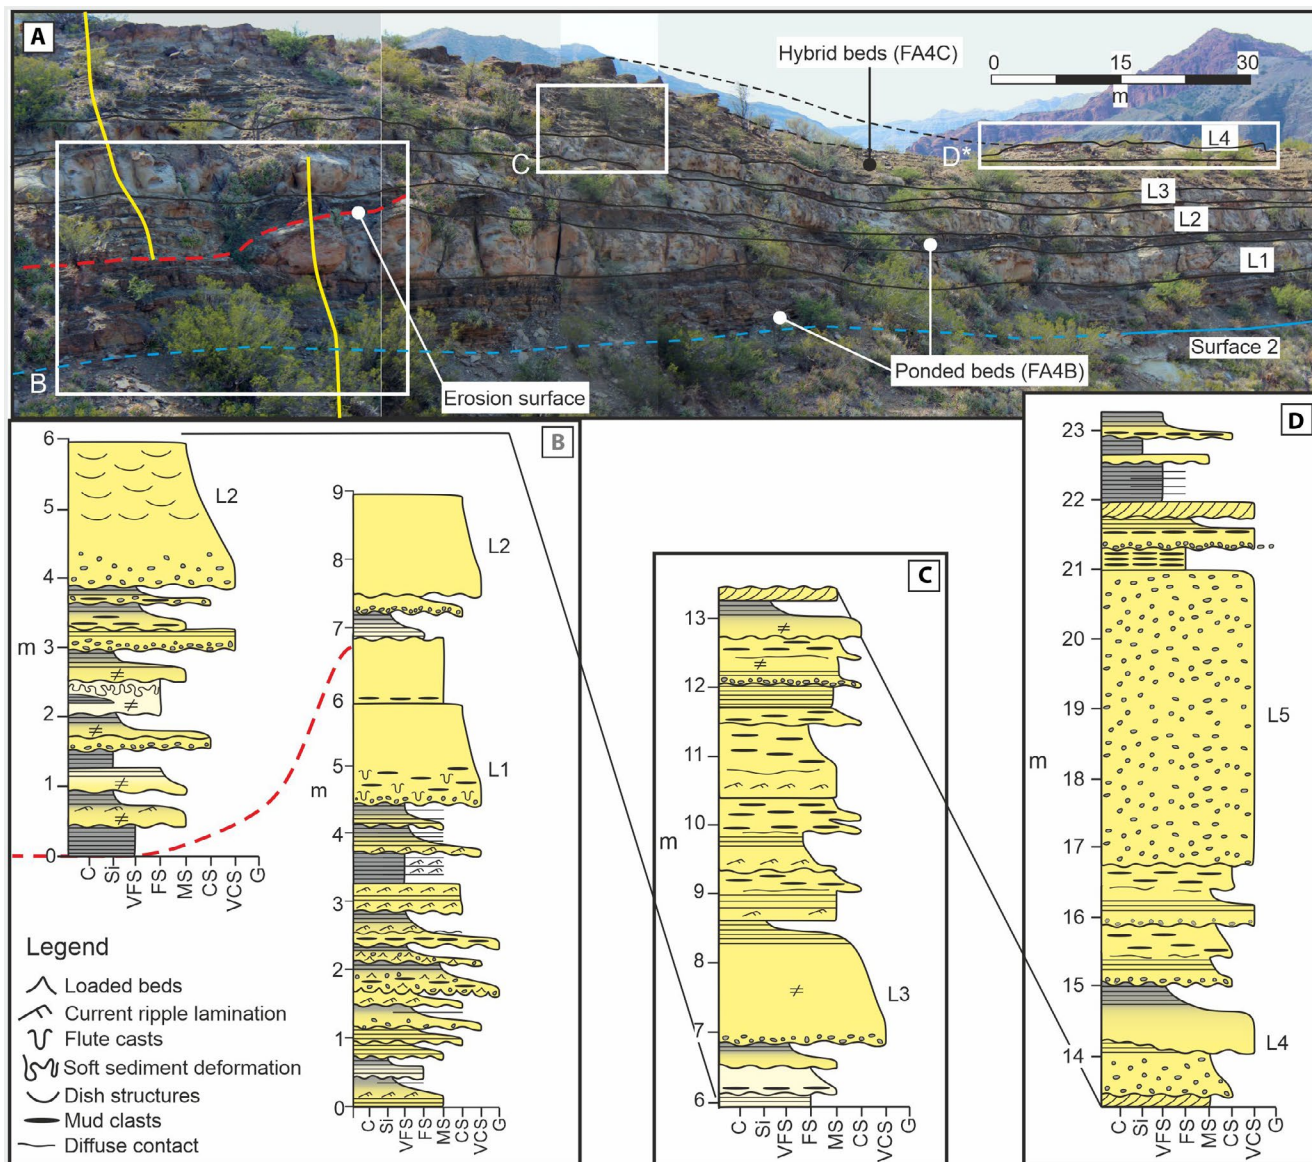 A
Hybrid beds (FA4C)
0 15 30
m
L4
D*
C
L3
L2
L1
Surface 2
B
Erosion surface
Ponded beds (FA4B)
B
6
5
4
3
2
1
0
m
L2
C Si VFS FS MS CS VCS G
9
8
7
6
5
4
3
2
1
0
m
L2
L1
C Si VFS FS MS CS VCS G
Legend
Loaded beds
Current ripple lamination
Flute casts
Soft sediment deformation
Dish structures
Mud clasts
Diffuse contact
C
13
12
11
10
9
8
7
6
m
L3
C Si VFS FS MS CS VCS G
D
23
22
21
20
19
18
17
16
15
14
m
L5
L4
C Si VFS FS MS CS VCS G